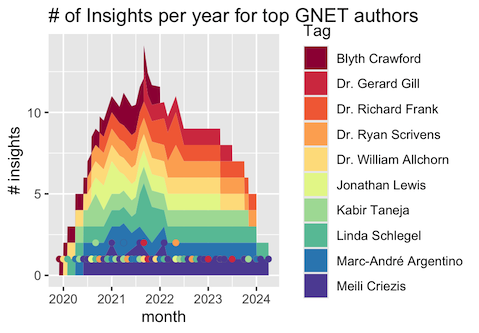 # of Insights per year for top GNET authors
Tag
Blyth Crawford
Dr. Gerard Gill
Dr. Richard Frank
Dr. Ryan Scrivens
Dr. William Allchorn
Jonathan Lewis
Kabir Taneja
Linda Schlegel
Marc-André Argentino
Meili Criezis
# insights
10
5
0
2020 2021 2022 2023 2024
month